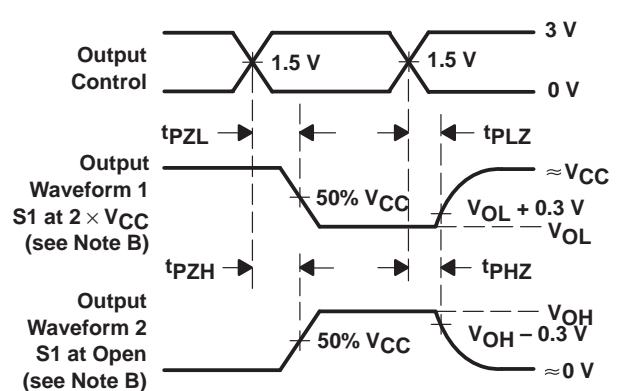 3 V
Output
Control
1.5 V
1.5 V
0 V
tPZL
tPLZ
Output
Waveform 1
S1 at 2 × VCC
(see Note B)
≈VCC
50% VCC
VOL + 0.3 V
VOL
tPZH
tPHZ
Output
Waveform 2
S1 at Open
(see Note B)
VOH
50% VCC
VOH – 0.3 V
≈0 V